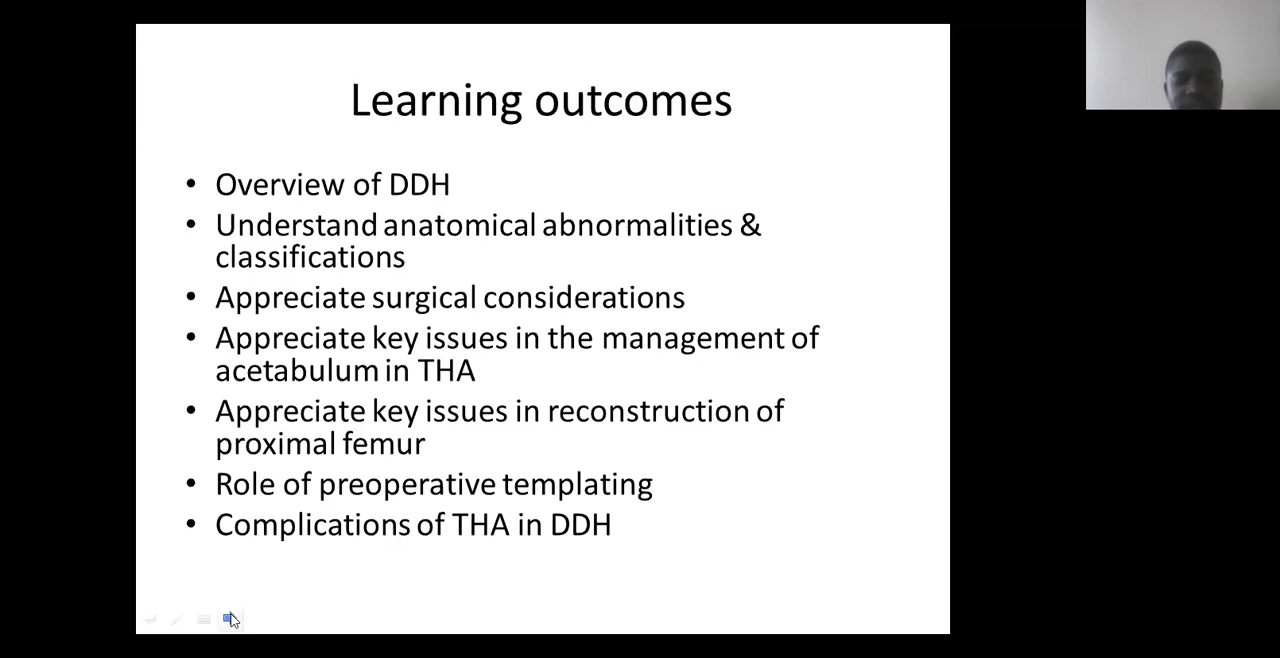 Learning outcomes
• Overview of DDH
• Understand anatomical abnormalities &
classifications
• Appreciate surgical considerations
• Appreciate key issues in the management of
acetabulum in THA
• Appreciate key issues in reconstruction of
proximal femur
• Role of preoperative templating
• Complications of THA in DDH